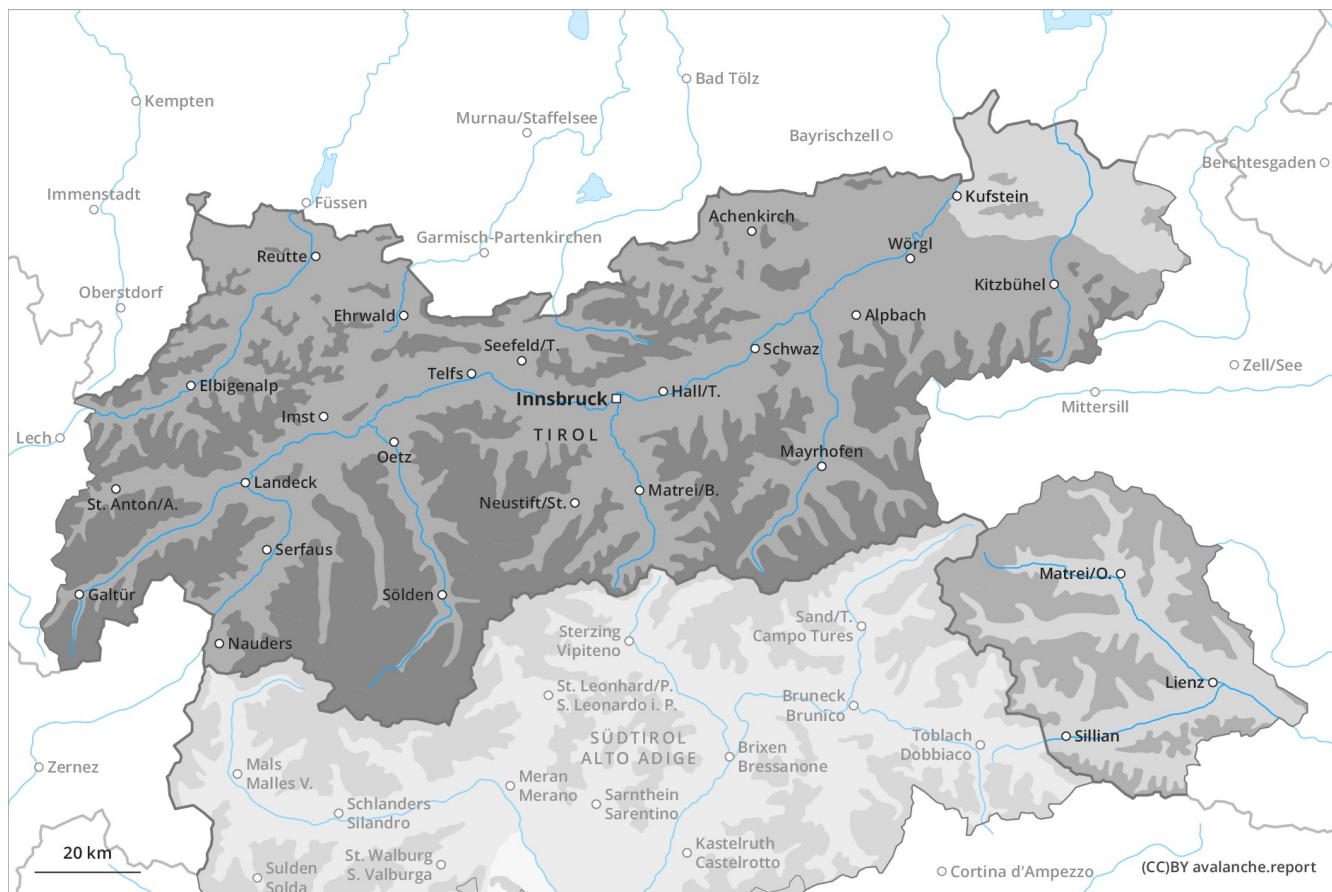 Kempten
Bad Tölz
Murnau/Staffelsee
Bayrischzell
Berchtesgaden
Immenstadt
Füssen
Kufstein
Achenkirch
Garmisch-Partenkirchen
Wörgl
Reutte
Oberstdorf
Kitzbühel
Ehrwald
Alpbach
Seefeld/T.
Schwaz
Zell/See
Telfs
Elbigenalp
Hall/T.
Innsbruck
Mittersill
Imst
Lech
TIROL
Oetz
Mayrhofen
Landeck
Matrei/B.
St. Anton/A.
Neustift/St.
Serfaus
Matrei/O.
Galtür
Sölden
Sand/T.
Campo Tures
Sterzing
Vipiteno
Nauders
Lienz
St. Leonhard/P.
S. Leonardo i. P.
Bruneck
Brunico
SÜDTIROL
ALTO ADIGE
Toblach
Dobbiaco
Sillian
Brixen
Bressanone
Zernez
Mals
Malles V.
Meran
Merano
Sarnthein
Sarentino
Schlanders
Silandro
Kastelruth
Castelrotto
20 km
St. Walburg
S. Valburga
Sulden
Solda
Cortina d'Ampezzo
(CC)BY avalanche.report